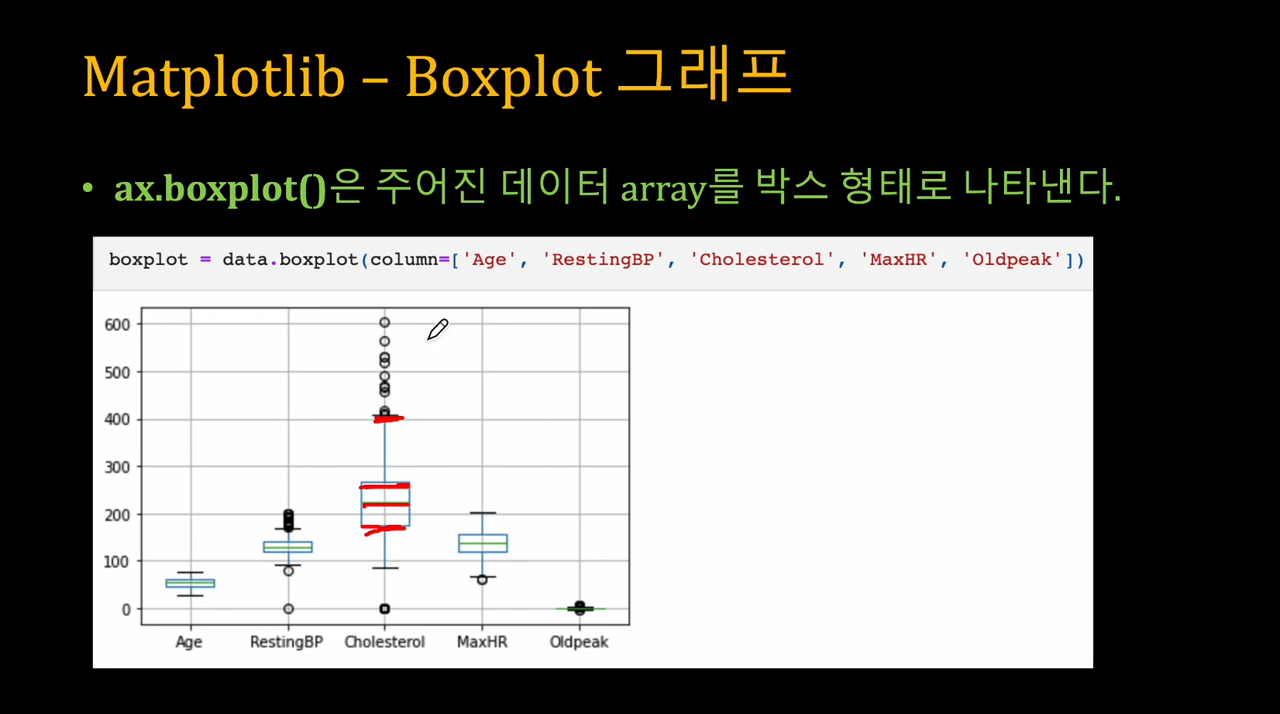 Matplotlib – Boxplot 그래프
• ax.boxplot()은 주어진 데이터 array를 박스 형태로 나타낸다.
boxplot = data.boxplot(column=['Age', 'RestingBP', 'Cholesterol', 'MaxHR', 'Oldpeak'])
600
500
400
300
200
100
0
Age RestingBP Cholesterol MaxHR Oldpeak